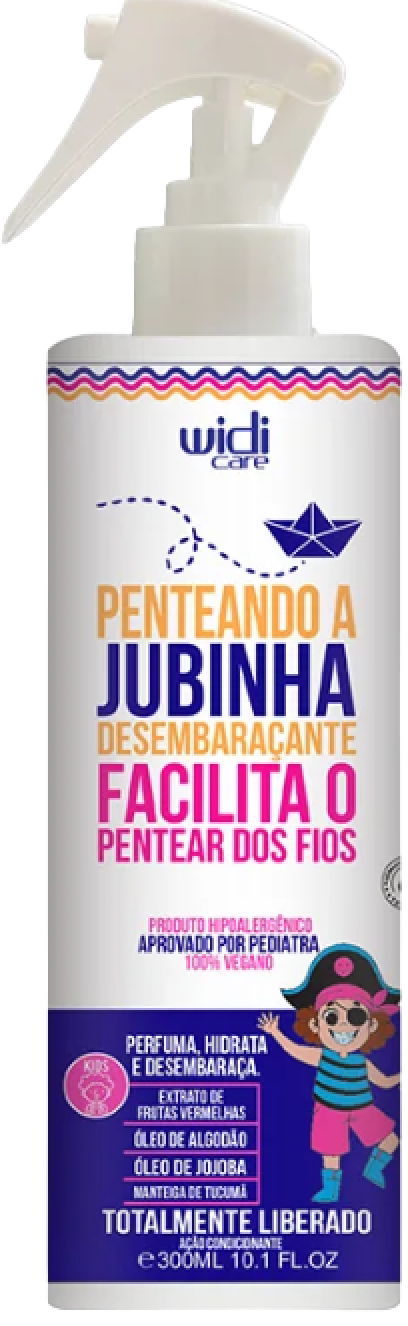 widi
care
PENTEANDO A
JUBINHA
DESEMBARAÇANTE
FACILITA O
PENTEAR DOS FIOS
PRODUTO HIPOALERGÊNICO
APROVADO POR PEDIATRA
100% VEGANO
PERFUMA, HIDRATA
E DESEMBARAÇA.
KIDS
EXTRATO DE
FRUTAS VERMELHAS
ÓLEO DE ALGODÃO
ÓLEO DE JOJOBA
MANTEIGA DE TUCUMÃ
TOTALMENTE LIBERADO
AÇÃO CONDICIONANTE
℮300ML 10.1 FL.OZ